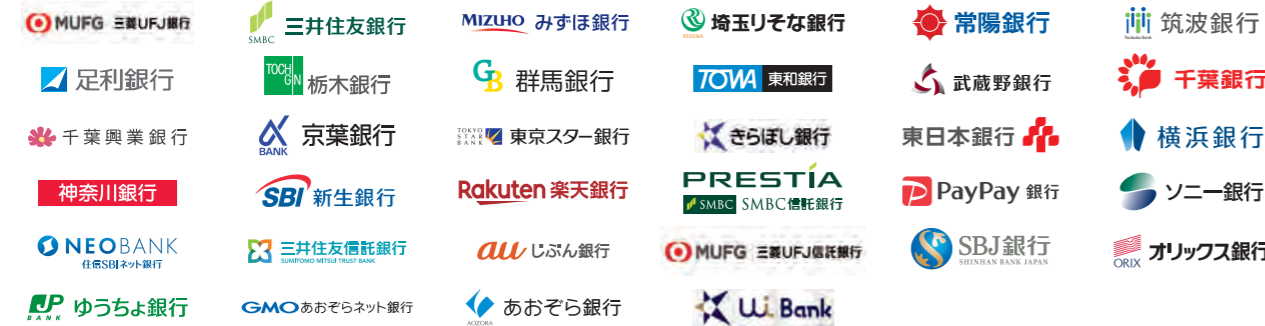 MUFG 三菱UFJ銀行
SMBC 三井住友銀行
MIZUHO みずほ銀行
RESONA 埼玉りそな銀行
常陽銀行
Tsukuba Bank 筑波銀行
足利銀行
TOCHIGIN 栃木銀行
GB 群馬銀行
TOWA 東和銀行
武蔵野銀行
千葉銀行
千葉興業銀行
BANK 京葉銀行
TOKYO STAR BANK 東京スター銀行
きらぼし銀行
東日本銀行
横浜銀行
神奈川銀行
SBI 新生銀行
Rakuten 楽天銀行
PRESTIA
SMBC SMBC信託銀行
PayPay 銀行
ソニー銀行
NEOBANK
住信SBIネット銀行
三井住友信託銀行
SUMITOMO MITSUI TRUST BANK
au じぶん銀行
MUFG 三菱UFJ信託銀行
SBJ銀行
SHINHAN BANK JAPAN
ORIX オリックス銀行
JP BANK ゆうちょ銀行
GMOあおぞらネット銀行
AOZORA あおぞら銀行
UI Bank